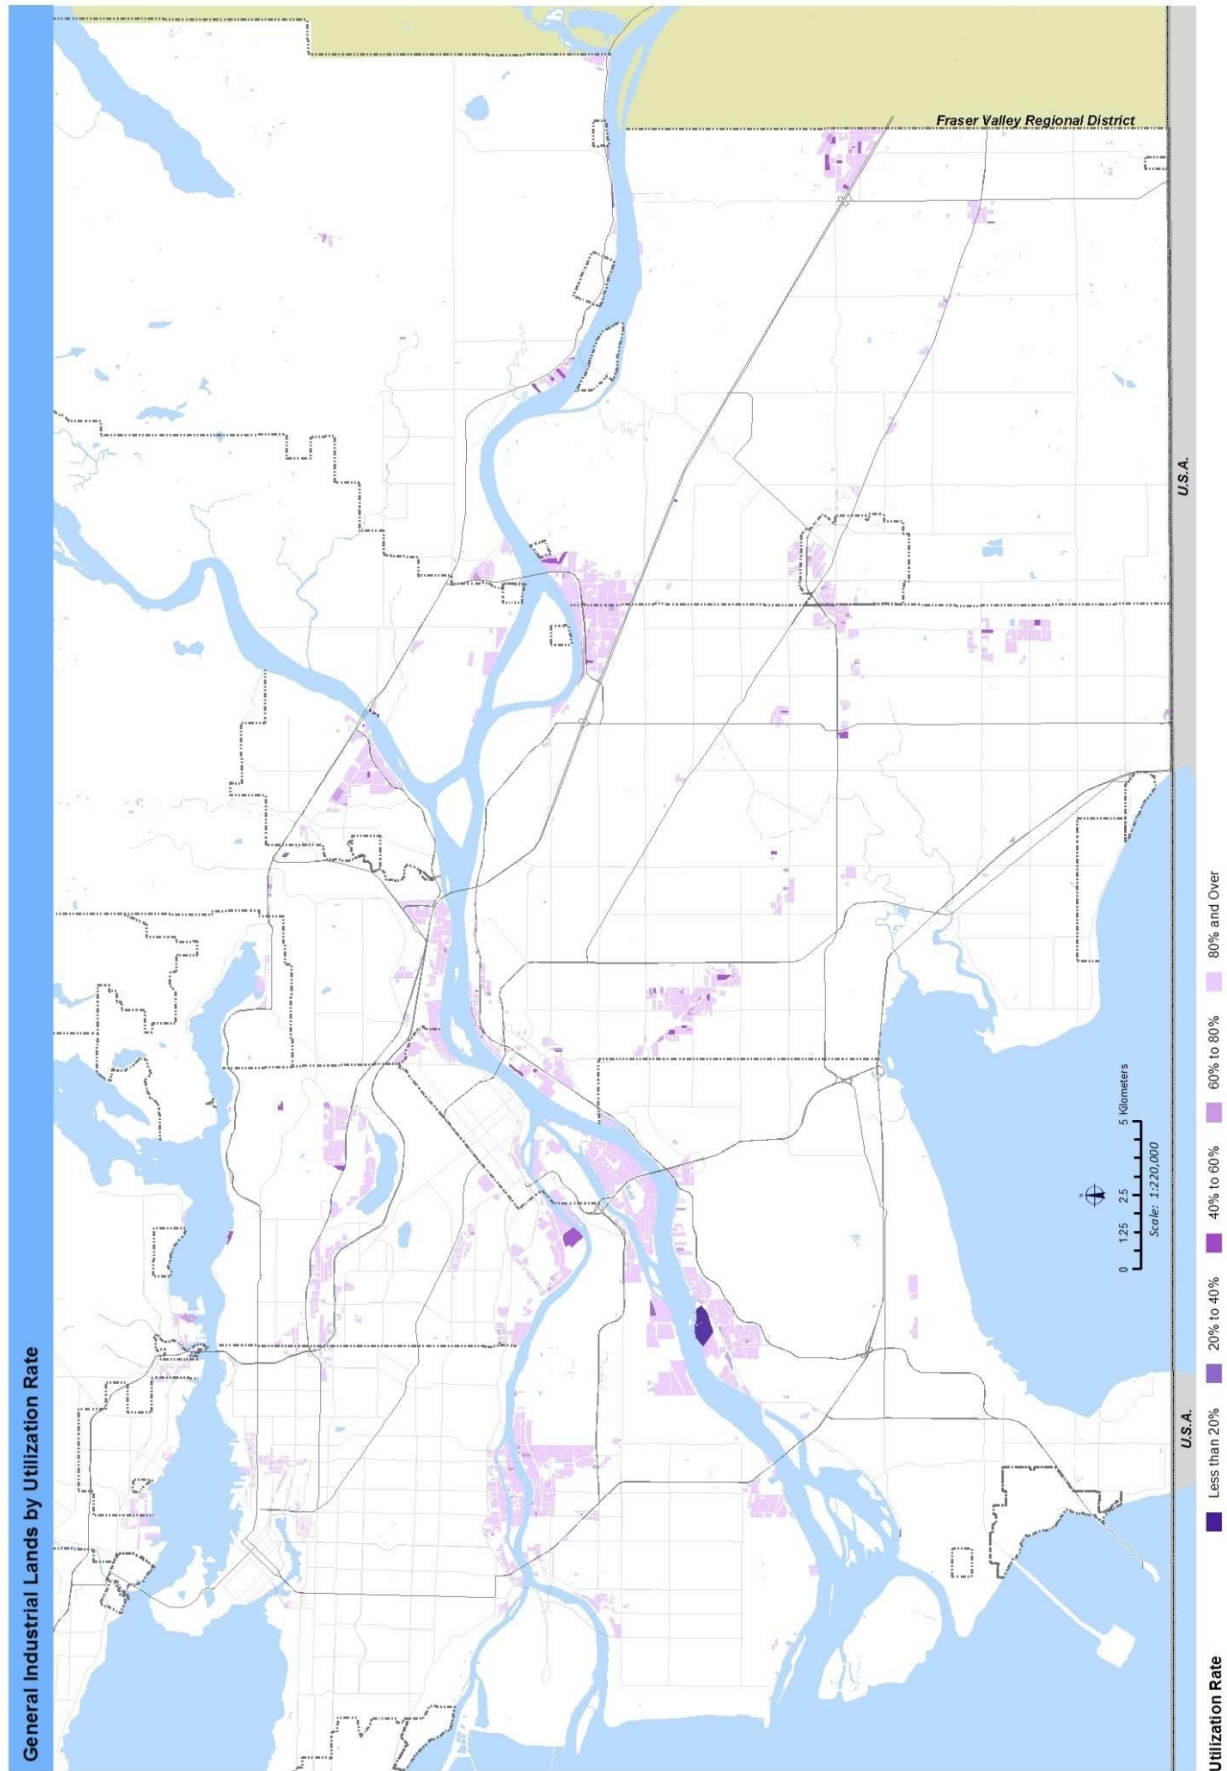 General Industrial Lands by Utilization Rate
Fraser Valley Regional District
U.S.A.
U.S.A.
0 1.25 2.5 5 Kilometers
Scale: 1:220,000
Utilization Rate
Less than 20%
20% to 40%
40% to 60%
60% to 80%
80% and Over